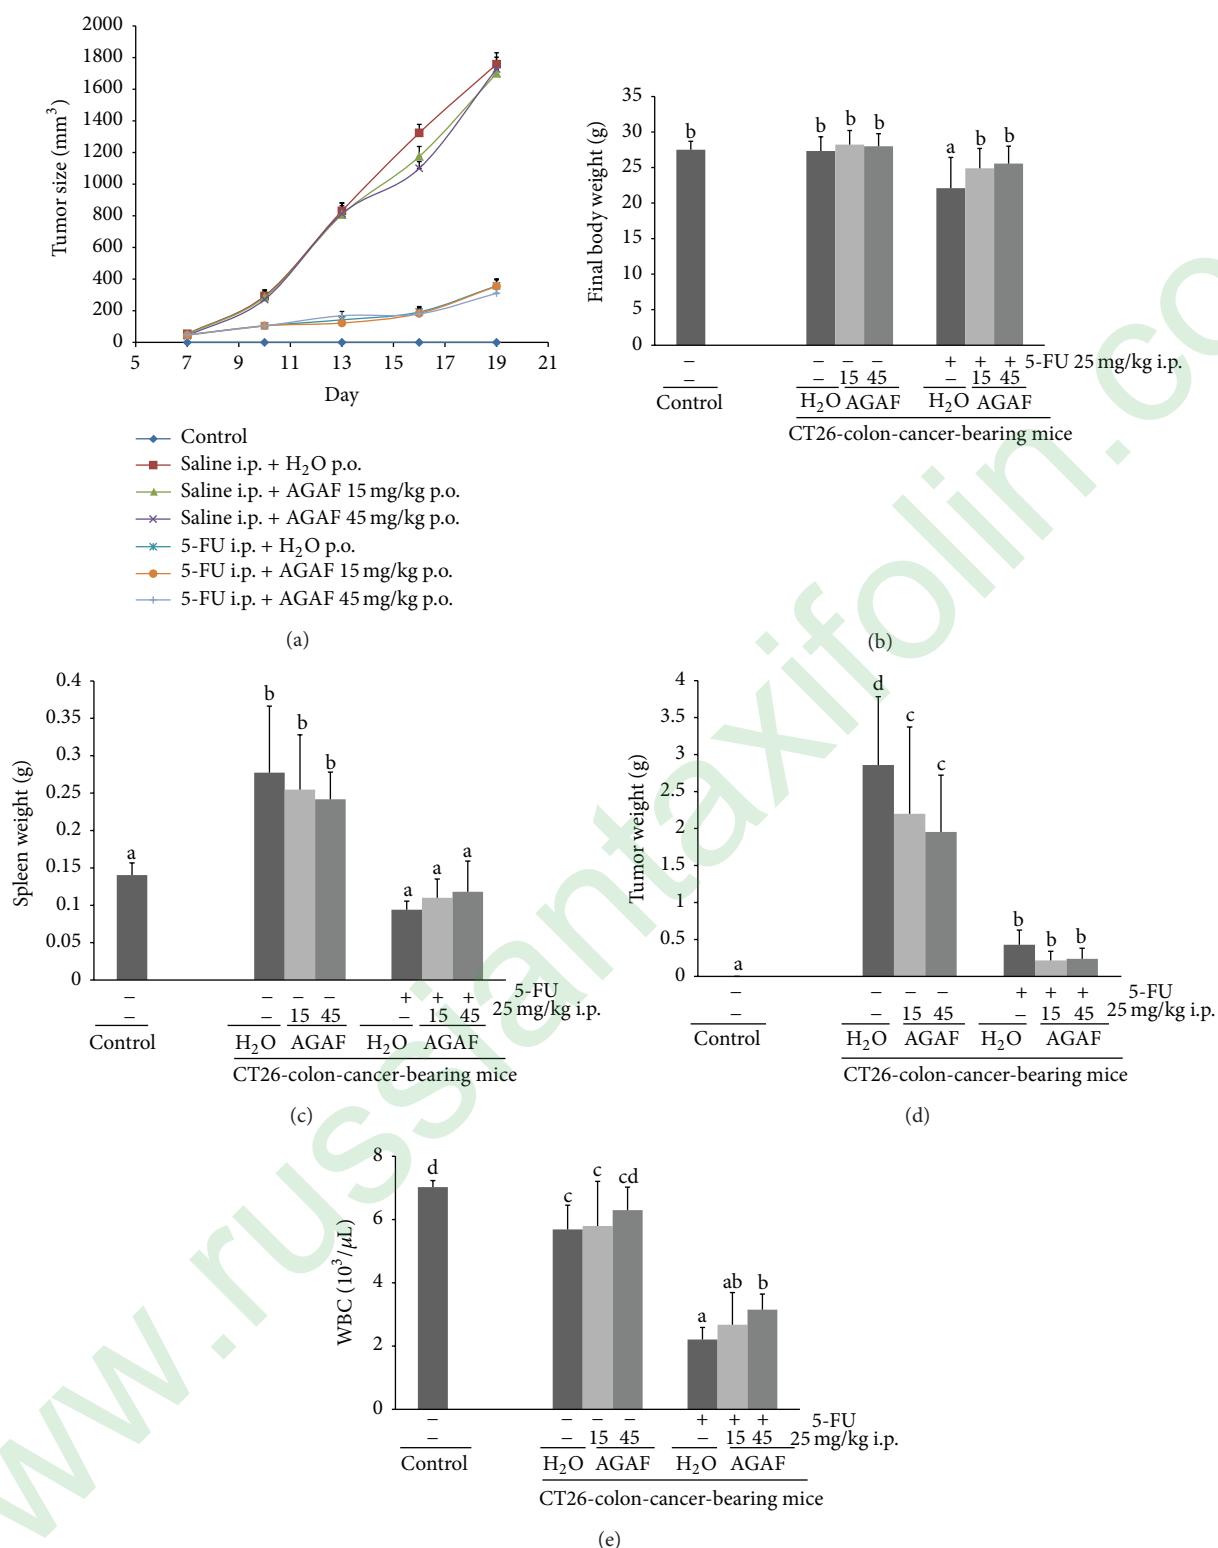 2000
1800
1600
1400
1200
1000
800
600
400
200
0
Tumor size (mm³)
5 7 9 11 13 15 17 19 21
Day
Control
Saline i.p. + H₂O p.o.
Saline i.p. + AGAF 15 mg/kg p.o.
Saline i.p. + AGAF 45 mg/kg p.o.
5-FU i.p. + H₂O p.o.
5-FU i.p. + AGAF 15 mg/kg p.o.
5-FU i.p. + AGAF 45 mg/kg p.o.
(a)
35
30
25
20
15
10
5
0
Final body weight (g)
b b b b a b b
− − − − + + + 5-FU 25 mg/kg i.p.
− − 15 45 − 15 45
Control H₂O AGAF H₂O AGAF
CT26-colon-cancer-bearing mice
(b)
0.4
0.35
0.3
0.25
0.2
0.15
0.1
0.05
0
Spleen weight (g)
a b b b a a a
− − − − + + + 5-FU
− − 15 45 − 15 45 25 mg/kg i.p.
Control H₂O AGAF H₂O AGAF
CT26-colon-cancer-bearing mice
(c)
4
3.5
3
2.5
2
1.5
1
0.5
0
Tumor weight (g)
a d c c b b b
− − − − + + + 5-FU
− − 15 45 − 15 45 25 mg/kg i.p.
Control H₂O AGAF H₂O AGAF
CT26-colon-cancer-bearing mice
(d)
8
6
4
2
0
WBC (10³/μL)
d c c cd a ab b
− − − − + + + 5-FU
− − 15 45 − 15 45 25 mg/kg i.p.
Control H₂O AGAF H₂O AGAF
CT26-colon-cancer-bearing mice
(e)
www.russiantaxifolin.co